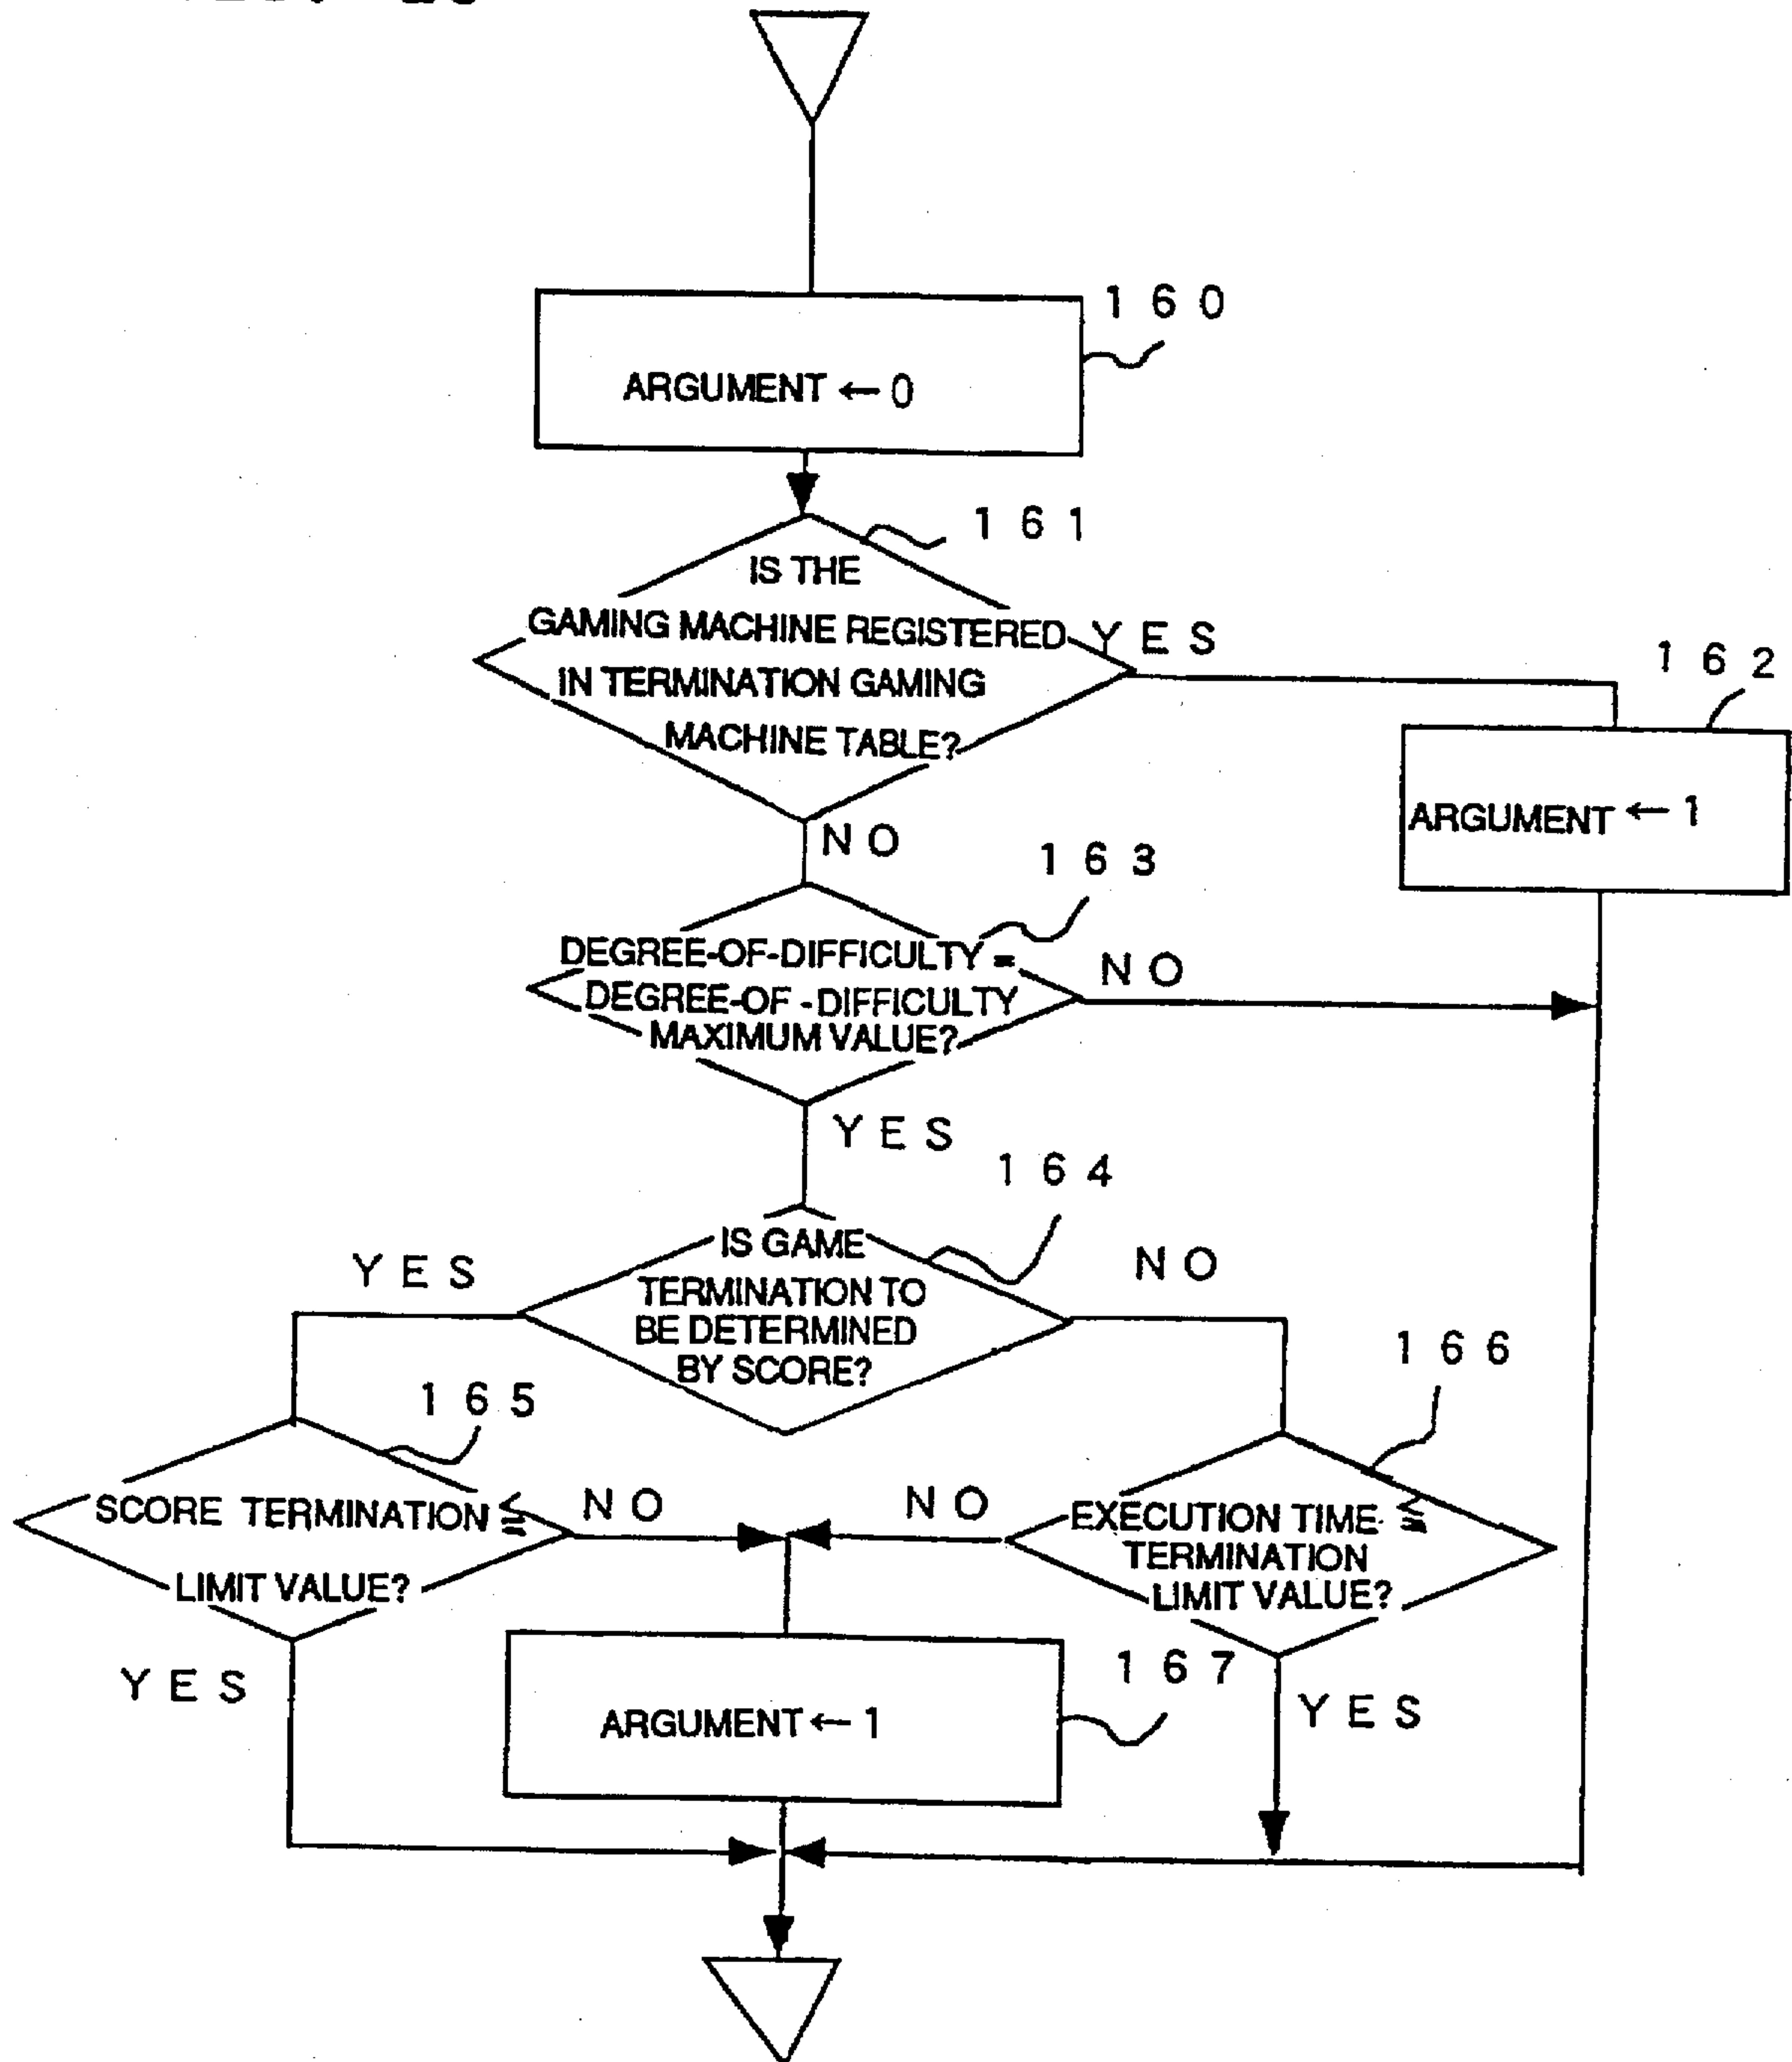 160
ARGUMENT ← 0
161
IS THE
GAMING MACHINE REGISTERED
IN TERMINATION GAMING
MACHINE TABLE?
YES
162
ARGUMENT ← 1
NO
163
DEGREE-OF-DIFFICULTY =
DEGREE-OF-DIFFICULTY
MAXIMUM VALUE?
NO
YES
164
IS GAME
TERMINATION TO
BE DETERMINED
BY SCORE?
YES
NO
165
SCORE TERMINATION ≦
LIMIT VALUE?
NO
166
EXECUTION TIME ≦
TERMINATION
LIMIT VALUE?
NO
YES
167
ARGUMENT ← 1
YES